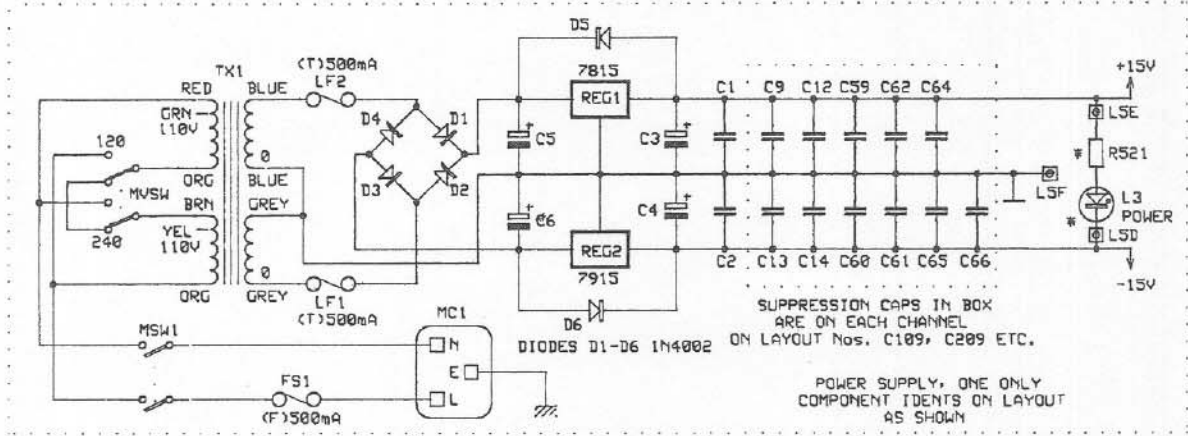 D5
7815
+15V
TX1
(T)500mA
LF2
RED
BLUE
GRN
110V
D4
D1
REG1
C1 C9 C12 C59 C62 C64
L5E
+
C5
C3
+
120
0
D3
D2
* R521
ORG
BLUE
MVSW
BRN
GREY
L5F
L3
POWER
*
YEL
110V
+
C6
C4
+
REG2
L5D
240
0
7915
C2 C13 C14 C60 C61 C65 C66
ORG
GREY
LF1
(T)500mA
-15V
D6
MC1
SUPPRESSION CAPS IN BOX
ARE ON EACH CHANNEL
ON LAYOUT Nos. C109, C209 ETC.
DIODES D1-D6 1N4002
MSW1
N
E
FS1
L
(F)500mA
POWER SUPPLY, ONE ONLY
COMPONENT IDENTS ON LAYOUT
AS SHOWN